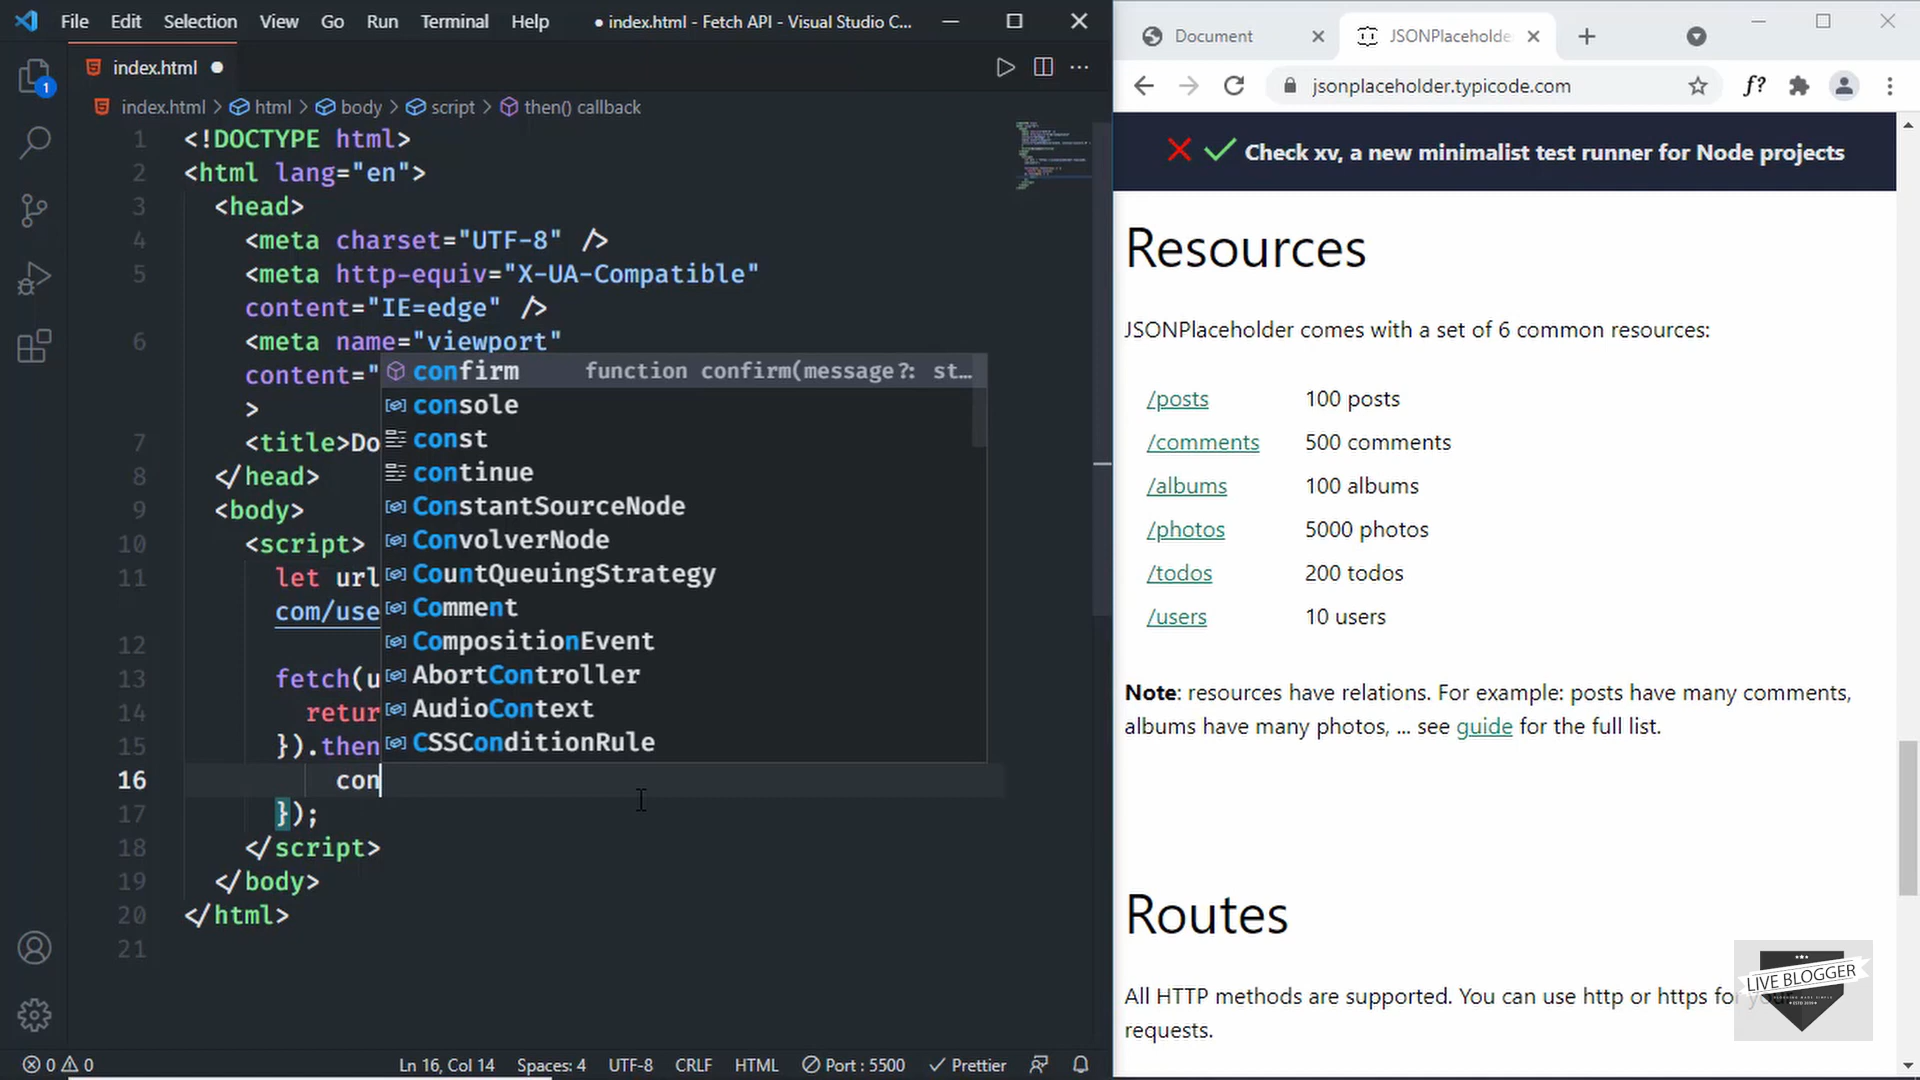 File Edit Selection View Go Run Terminal Help ● index.html - Fetch API - Visual Studio C...
index.html
index.html > html > body > script > then() callback
1 <!DOCTYPE html>
2 <html lang="en">
3 <head>
4 <meta charset="UTF-8" />
5 <meta http-equiv="X-UA-Compatible"
content="IE=edge" />
6 <meta name="viewport"
content="
>
7 <title>Do
8 </head>
9 <body>
10 <script>
11 let url
com/use
12
13 fetch(u
14 retur
15 }).then
16 con
17 });
18 </script>
19 </body>
20 </html>
21
confirm function confirm(message?: st...
console
const
continue
ConstantSourceNode
ConvolverNode
CountQueuingStrategy
Comment
CompositionEvent
AbortController
AudioContext
CSSConditionRule
1
0 0 Ln 16, Col 14 Spaces: 4 UTF-8 CRLF HTML Port : 5500 Prettier
Document JSONPlaceholde
jsonplaceholder.typicode.com f?
Check xv, a new minimalist test runner for Node projects
Resources
JSONPlaceholder comes with a set of 6 common resources:
/posts 100 posts
/comments 500 comments
/albums 100 albums
/photos 5000 photos
/todos 200 todos
/users 10 users
Note: resources have relations. For example: posts have many comments,
albums have many photos, ... see guide for the full list.
Routes
All HTTP methods are supported. You can use http or https for your
requests.
LIVE BLOGGER